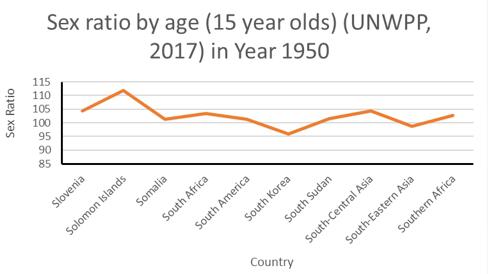 Sex ratio by age (15 year olds) (UNWPP,
2017) in Year 1950
Sex Ratio
115
110
105
100
95
90
85
Slovenia
Solomon Islands
Somalia
South Africa
South America
South Korea
South Sudan
South-Central Asia
South-Eastern Asia
Southern Africa
Country